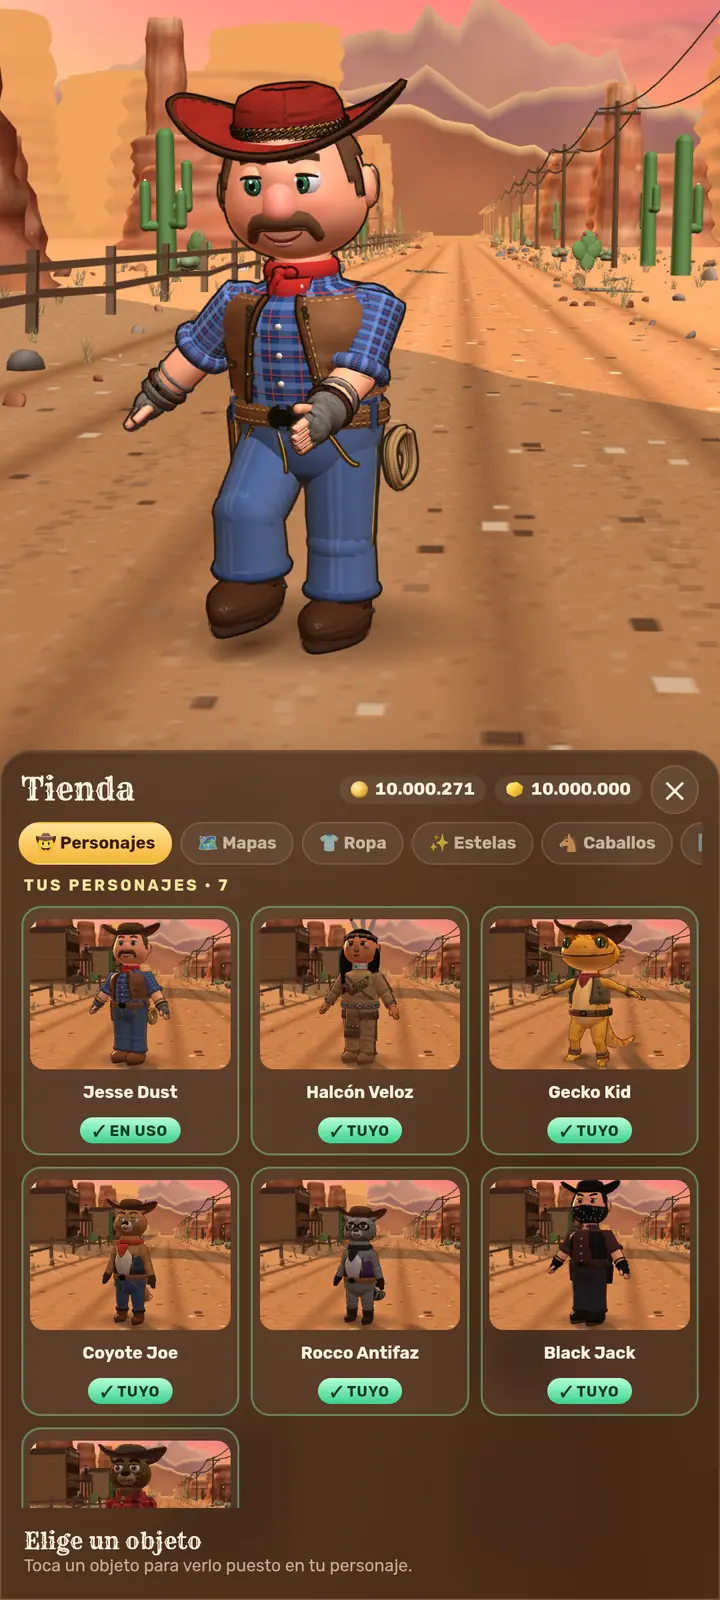 Tienda
10.000.271
10.000.000
Personajes
Mapas
Ropa
Estelas
Caballos
TUS PERSONAJES • 7
Jesse Dust
Halcón Veloz
Gecko Kid
✓ EN USO
✓ TUYO
✓ TUYO
Coyote Joe
Rocco Antifaz
Black Jack
✓ TUYO
✓ TUYO
✓ TUYO
Elige un objeto
Toca un objeto para verlo puesto en tu personaje.